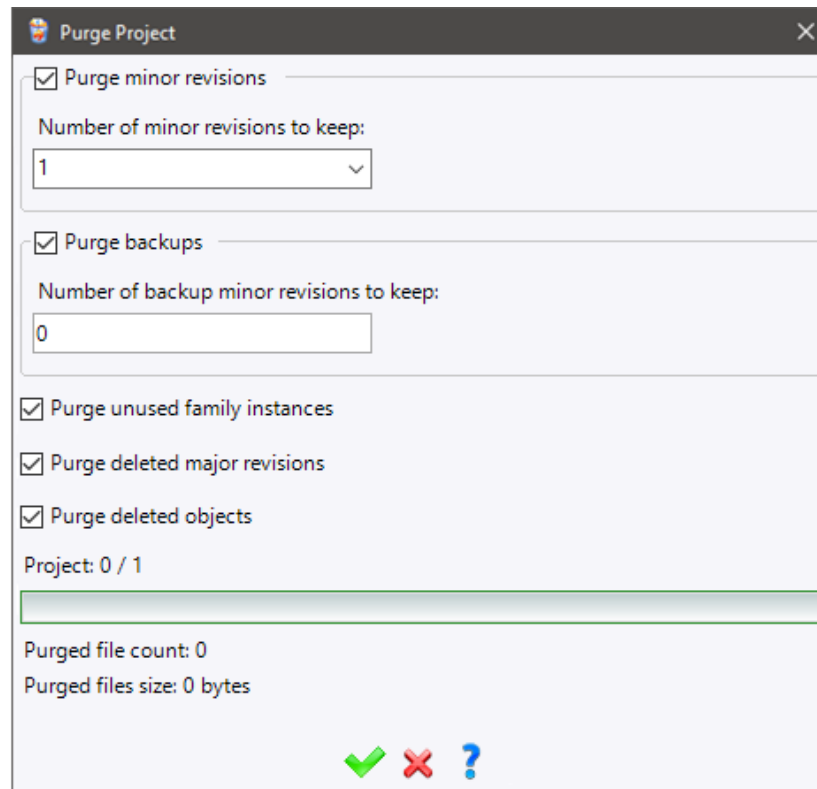 Purge Project
Purge minor revisions
Number of minor revisions to keep:
1
Purge backups
Number of backup minor revisions to keep:
0
Purge unused family instances
Purge deleted major revisions
Purge deleted objects
Project: 0 / 1
Purged file count: 0
Purged files size: 0 bytes